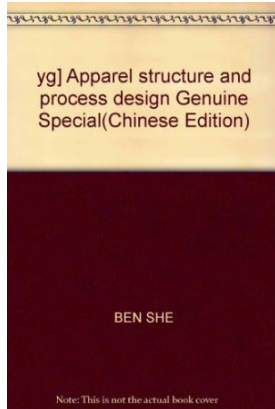 yg] Apparel structure and
process design Genuine
Special(Chinese Edition)
BEN SHE
Note: This is not the actual book cover